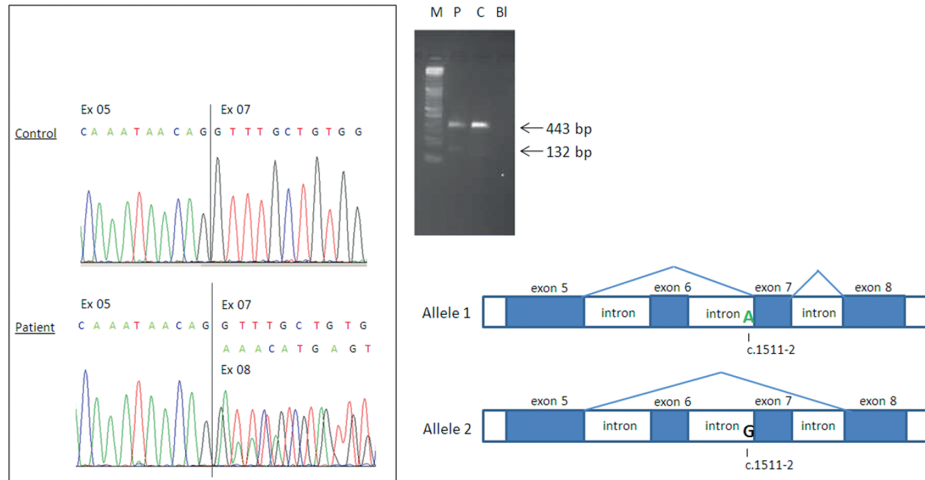 Ex 05 Ex 07
Control C A A A T A A C A G G T T T G C T G T G G
Ex 05 Ex 07
Patient C A A A T A A C A G G T T T G C T G T G
A A A C A T G A G T
Ex 08
M P C Bl
443 bp
132 bp
exon 5 exon 6 exon 7 exon 8
Allele 1 intron intron A intron
c.1511-2
exon 5 exon 6 exon 7 exon 8
Allele 2 intron intron G intron
c.1511-2